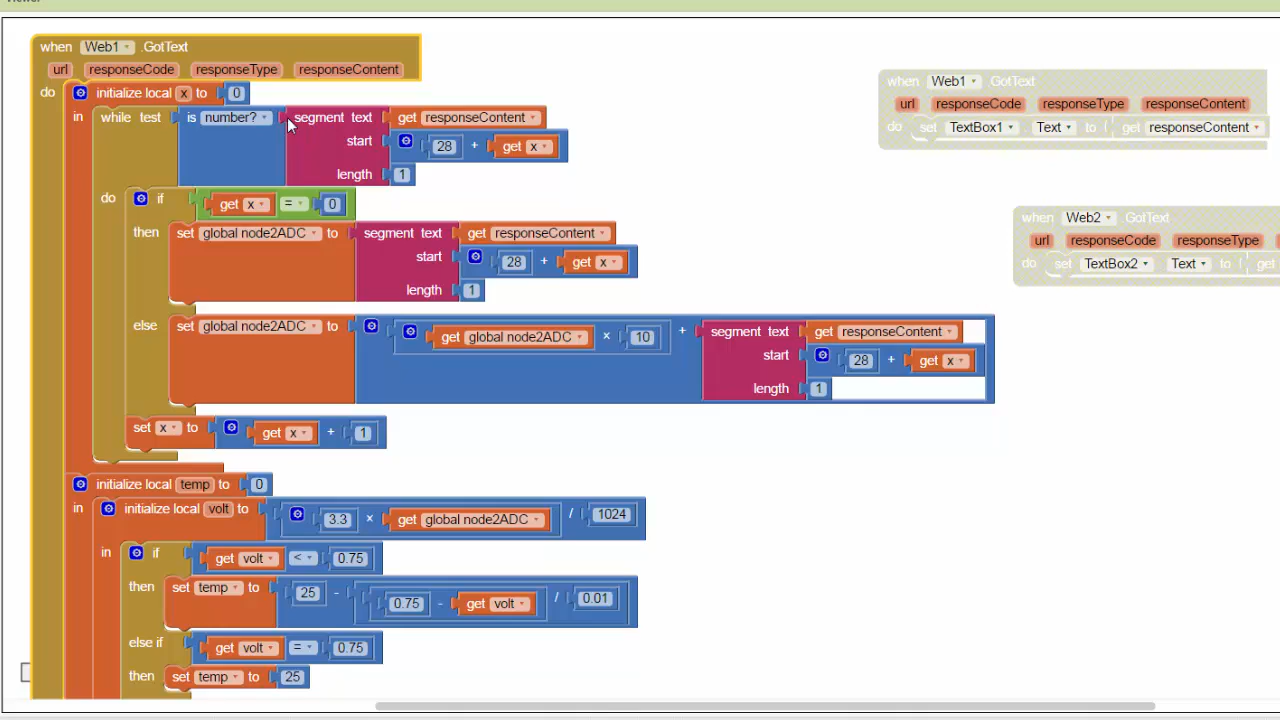 when Web1 .GotText
url responseCode responseType responseContent
do initialize local x to 0
in while test is number? segment text get responseContent
start 28 + get x
length 1
do if get x = 0
then set global node2ADC to segment text get responseContent
start 28 + get x
length 1
else set global node2ADC to get global node2ADC × 10 + segment text get responseContent
start 28 + get x
length 1
set x to get x + 1
initialize local temp to 0
in initialize local volt to 3.3 × get global node2ADC / 1024
in if get volt < 0.75
then set temp to 25 - 0.75 - get volt / 0.01
else if get volt = 0.75
then set temp to 25
when Web1 .GotText
url responseCode responseType responseContent
do set TextBox1 . Text to get responseContent
when Web2 .GotText
url responseCode responseType
do set TextBox2 . Text to get